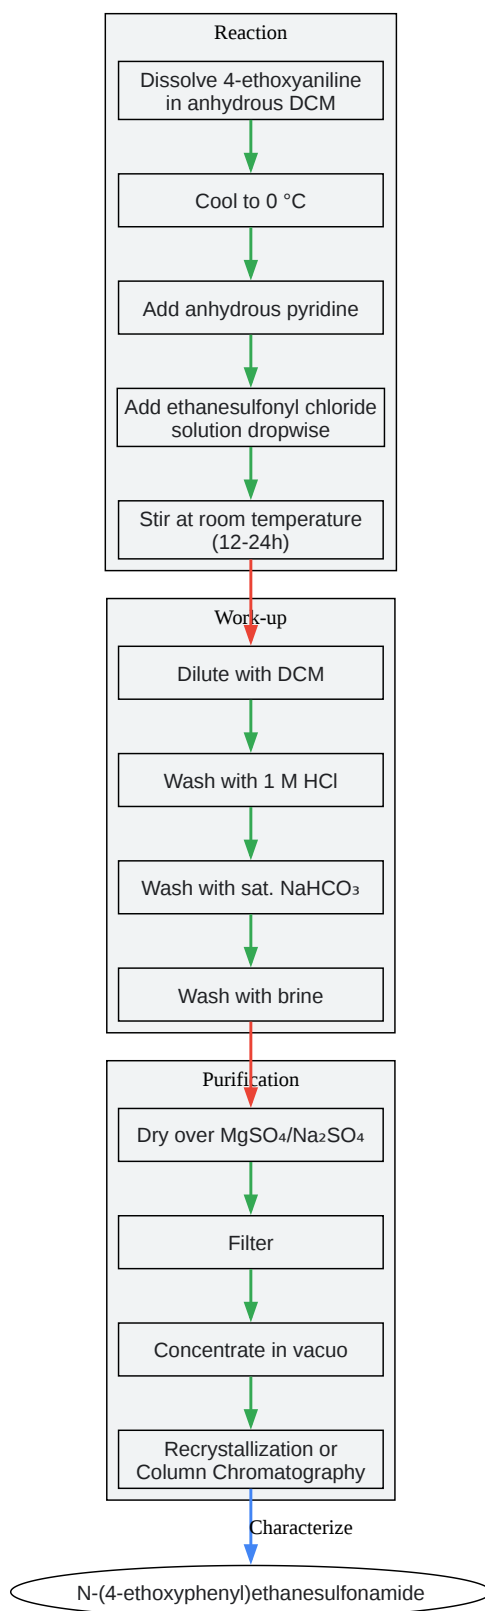 Reaction
Dissolve 4-ethoxyaniline
in anhydrous DCM
Cool to 0 °C
Add anhydrous pyridine
Add ethanesulfonyl chloride
solution dropwise
Stir at room temperature
(12-24h)
Work-up
Dilute with DCM
Wash with 1 M HCl
Wash with sat. NaHCO₃
Wash with brine
Purification
Dry over MgSO₄/Na₂SO₄
Filter
Concentrate in vacuo
Recrystallization or
Column Chromatography
Characterize
N-(4-ethoxyphenyl)ethanesulfonamide